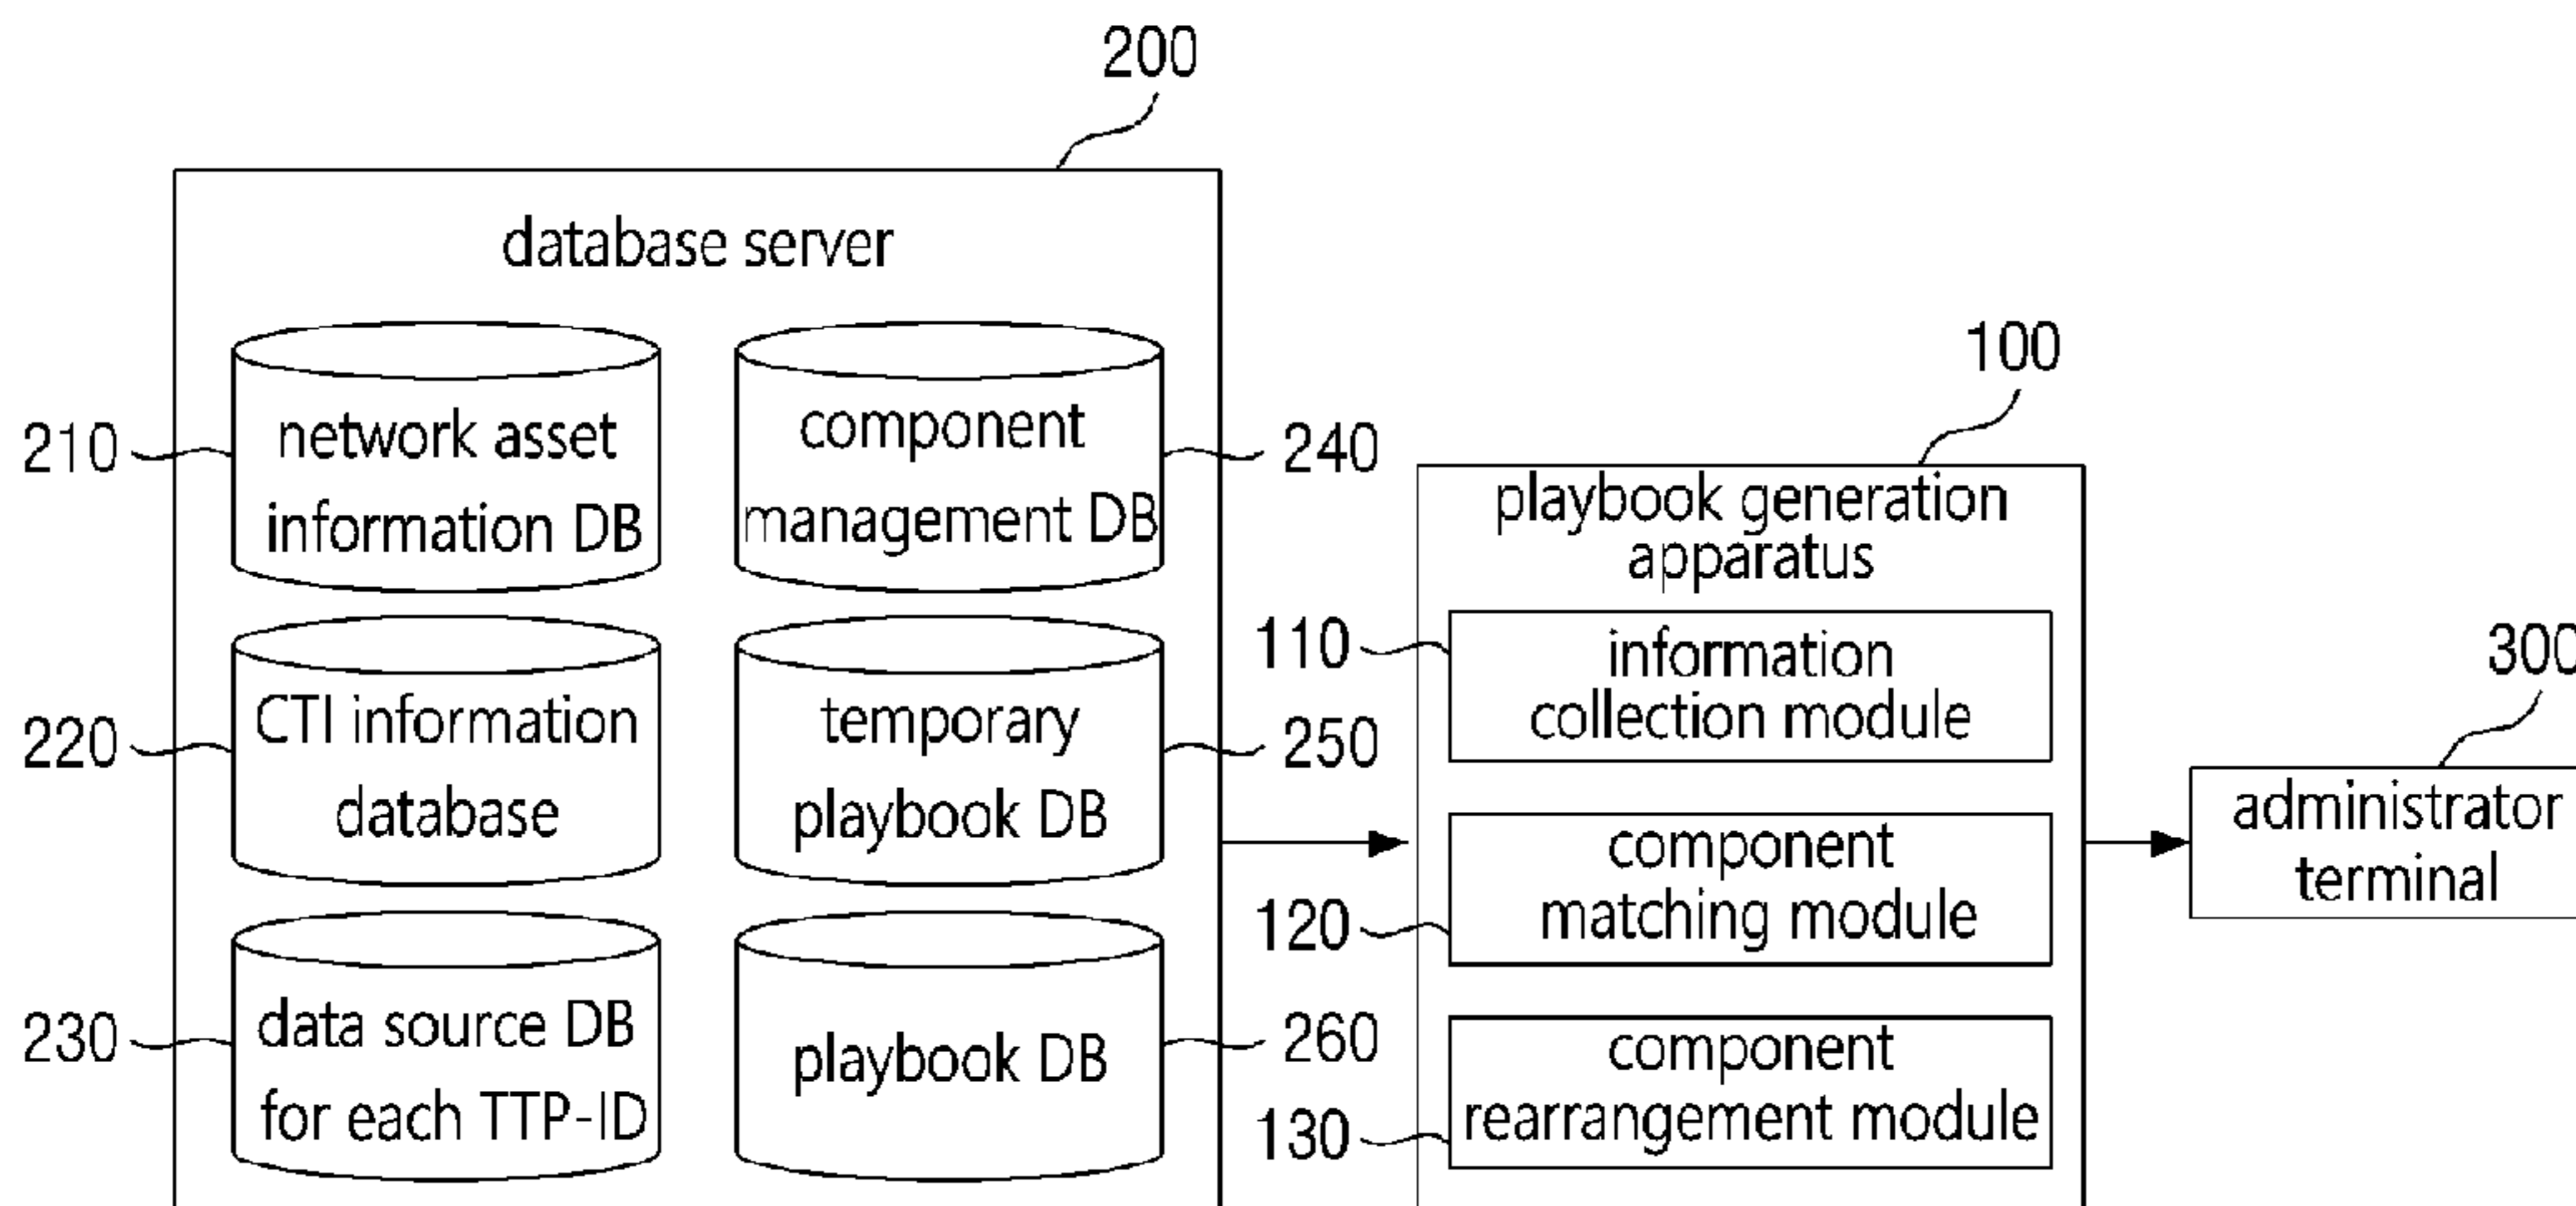 200
database server
210
network asset
information DB
component
management DB
240
220
CTI information
database
temporary
playbook DB
250
230
data source DB
for each TTP-ID
playbook DB
260
100
playbook generation
apparatus
110
information
collection module
120
component
matching module
130
component
rearrangement module
300
administrator
terminal